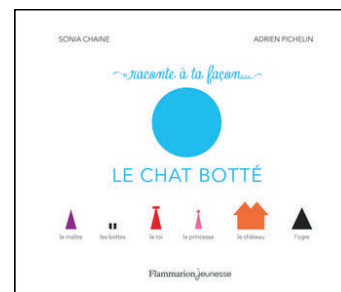 SONIA CHAINE ADRIEN PICHELIN
raconte à ta façon...
LE CHAT BOTTÉ
le maître les bottes le roi la princesse le château l'ogre
Flammarion jeunesse